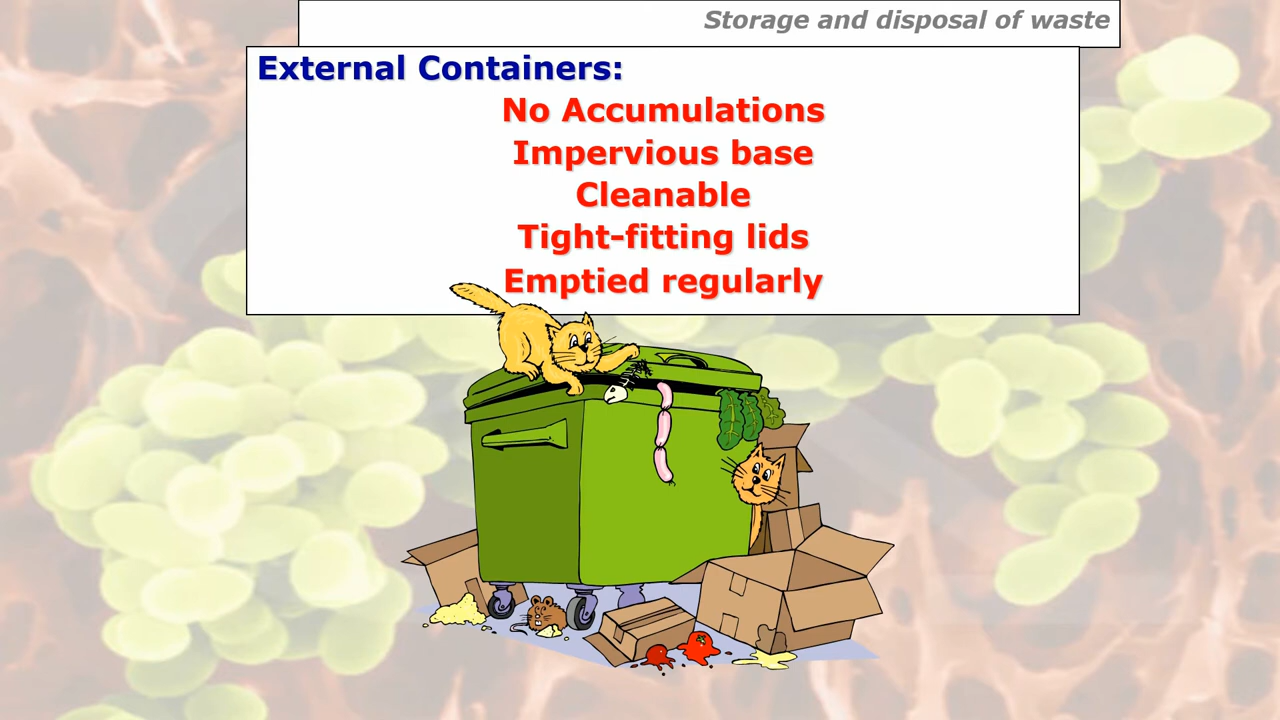 Storage and disposal of waste
External Containers:
No Accumulations
Impervious base
Cleanable
Tight-fitting lids
Emptied regularly